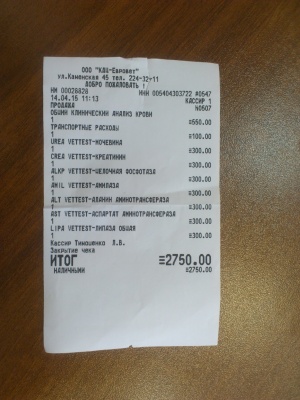 ООО "КДЦ-Евровет"
ул.Каменская 45 тел. 224-32-11
ДОБРО ПОЖАЛОВАТЬ !
НМ 00026828 ИНН 005404303722 #0547
14.04.15 11:13 КАССИР 1
ПРОДАЖА №0507
ОБЩИЙ КЛИНИЧЕСКИЙ АНАЛИЗ КРОВИ
1 ≡550.00
ТРАНСПОРТНЫЕ РАСХОДЫ
1 ≡100.00
UREA VETTEST-МОЧЕВИНА
1 ≡300.00
CREA VETTEST-КРЕАТИНИН
1 ≡300.00
ALKP VETTEST-ЩЕЛОЧНАЯ ФОСФОТАЗА
1 ≡300.00
AMIL VETTEST-АМИЛАЗА
1 ≡300.00
ALT VETTEST-АЛАНИН АМИНОТРАНСФЕРАЗА
1 ≡300.00
AST VETTEST-АСПАРТАТ АМИНОТРАНСФЕРАЗА
1 ≡300.00
LIPA VETTEST-ЛИПАЗА ОБЩАЯ
1 ≡300.00
Кассир Тимошенко Л.В.
Закрытие чека
ИТОГ ≡2750.00
НАЛИЧНЫМИ ≡2750.00